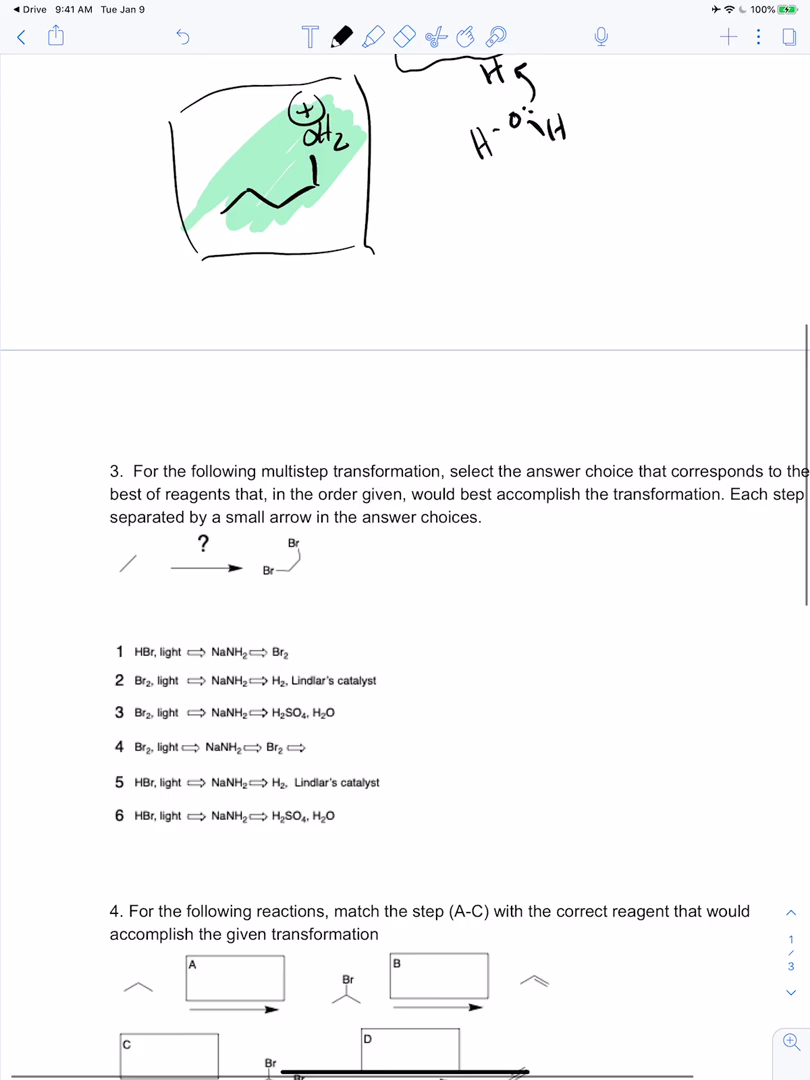 Drive 9:41 AM Tue Jan 9 100%
T
H
+
OH2
H-O:-H
3. For the following multistep transformation, select the answer choice that corresponds to the
best of reagents that, in the order given, would best accomplish the transformation. Each step
separated by a small arrow in the answer choices.
?
Br
Br
1 HBr, light ⇨ NaNH₂ ⇨ Br₂
2 Br₂, light ⇨ NaNH₂ ⇨ H₂, Lindlar's catalyst
3 Br₂, light ⇨ NaNH₂ ⇨ H₂SO₄, H₂O
4 Br₂, light ⇨ NaNH₂ ⇨ Br₂ ⇨
5 HBr, light ⇨ NaNH₂ ⇨ H₂, Lindlar's catalyst
6 HBr, light ⇨ NaNH₂ ⇨ H₂SO₄, H₂O
4. For the following reactions, match the step (A-C) with the correct reagent that would
accomplish the given transformation
A
B
Br
C
D
Br
Br
1
/
3